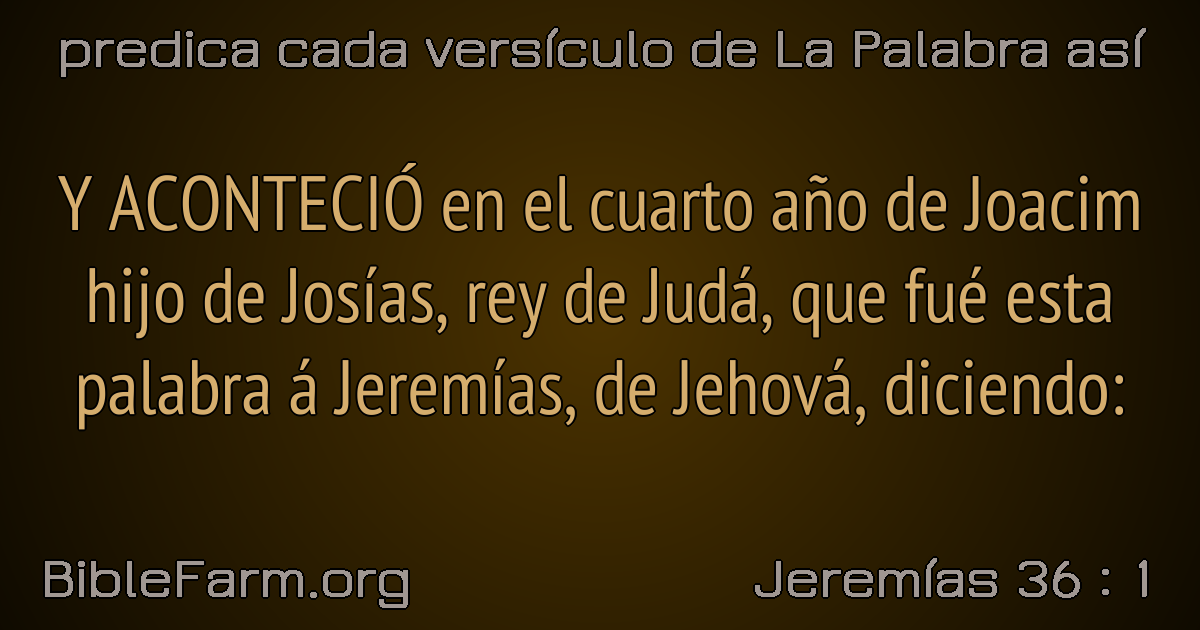 predica cada versículo de La Palabra así
Y ACONTECIÓ en el cuarto año de Joacim
hijo de Josías, rey de Judá, que fué esta
palabra á Jeremías, de Jehová, diciendo:
BibleFarm.org
Jeremías 36 : 1